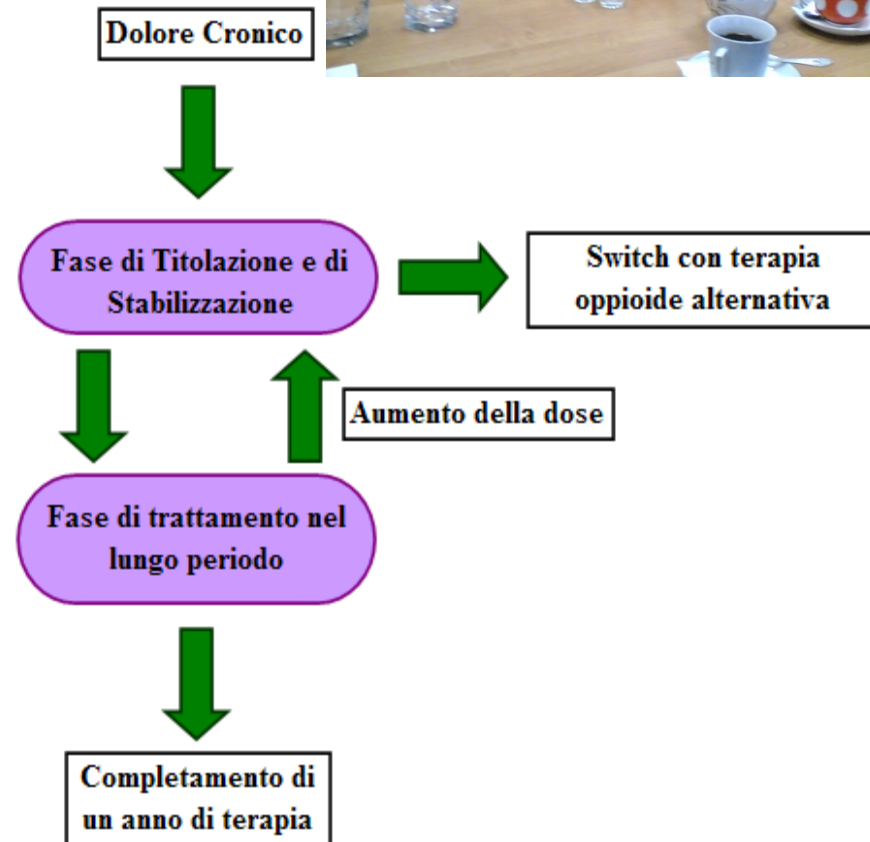 Dolore Cronico
Fase di Titolazione e di
Stabilizzazione
Switch con terapia
oppioide alternativa
Aumento della dose
Fase di trattamento nel
lungo periodo
Completamento di
un anno di terapia